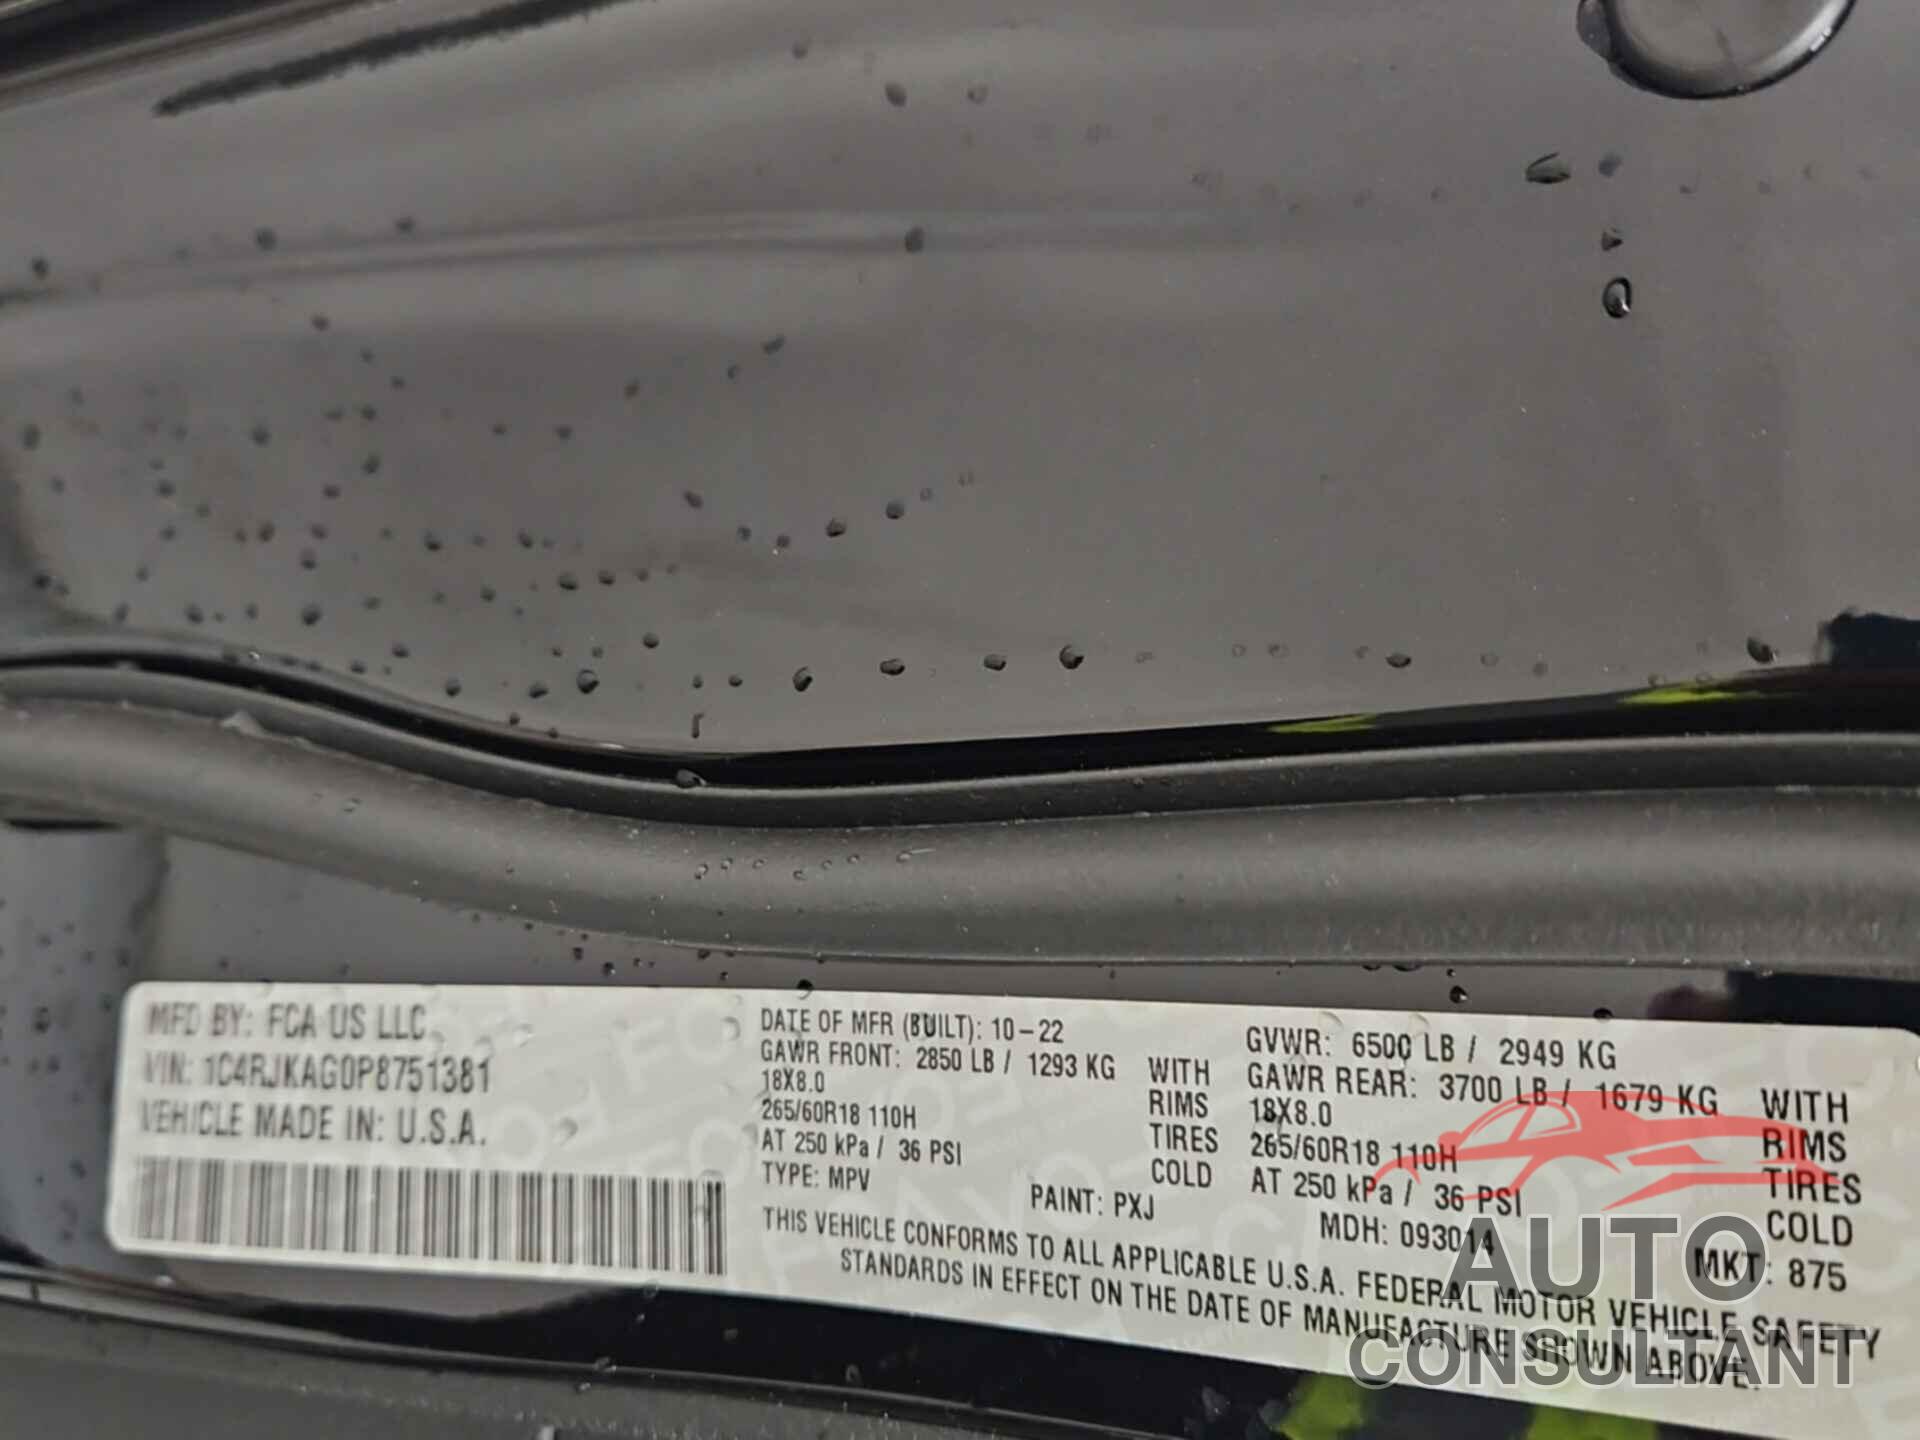 MFD BY: FCA US LLC
VIN: 1C4RJKAG0P8751381
VEHICLE MADE IN: U.S.A.
DATE OF MFR (BUILT): 10-22
GAWR FRONT: 2850 LB / 1293 KG WITH
18X8.0 RIMS
265/60R18 110H TIRES
AT 250 kPa / 36 PSI COLD
TYPE: MPV
PAINT: PXJ
GVWR: 6500 LB / 2949 KG
GAWR REAR: 3700 LB / 1679 KG WITH
18X8.0 RIMS
265/60R18 110H TIRES
AT 250 kPa / 36 PSI COLD
MDH: 093014
MKT: 875
THIS VEHICLE CONFORMS TO ALL APPLICABLE U.S.A. FEDERAL MOTOR VEHICLE SAFETY
STANDARDS IN EFFECT ON THE DATE OF MANUFACTURE SHOWN ABOVE.
AUTO
CONSULTANT